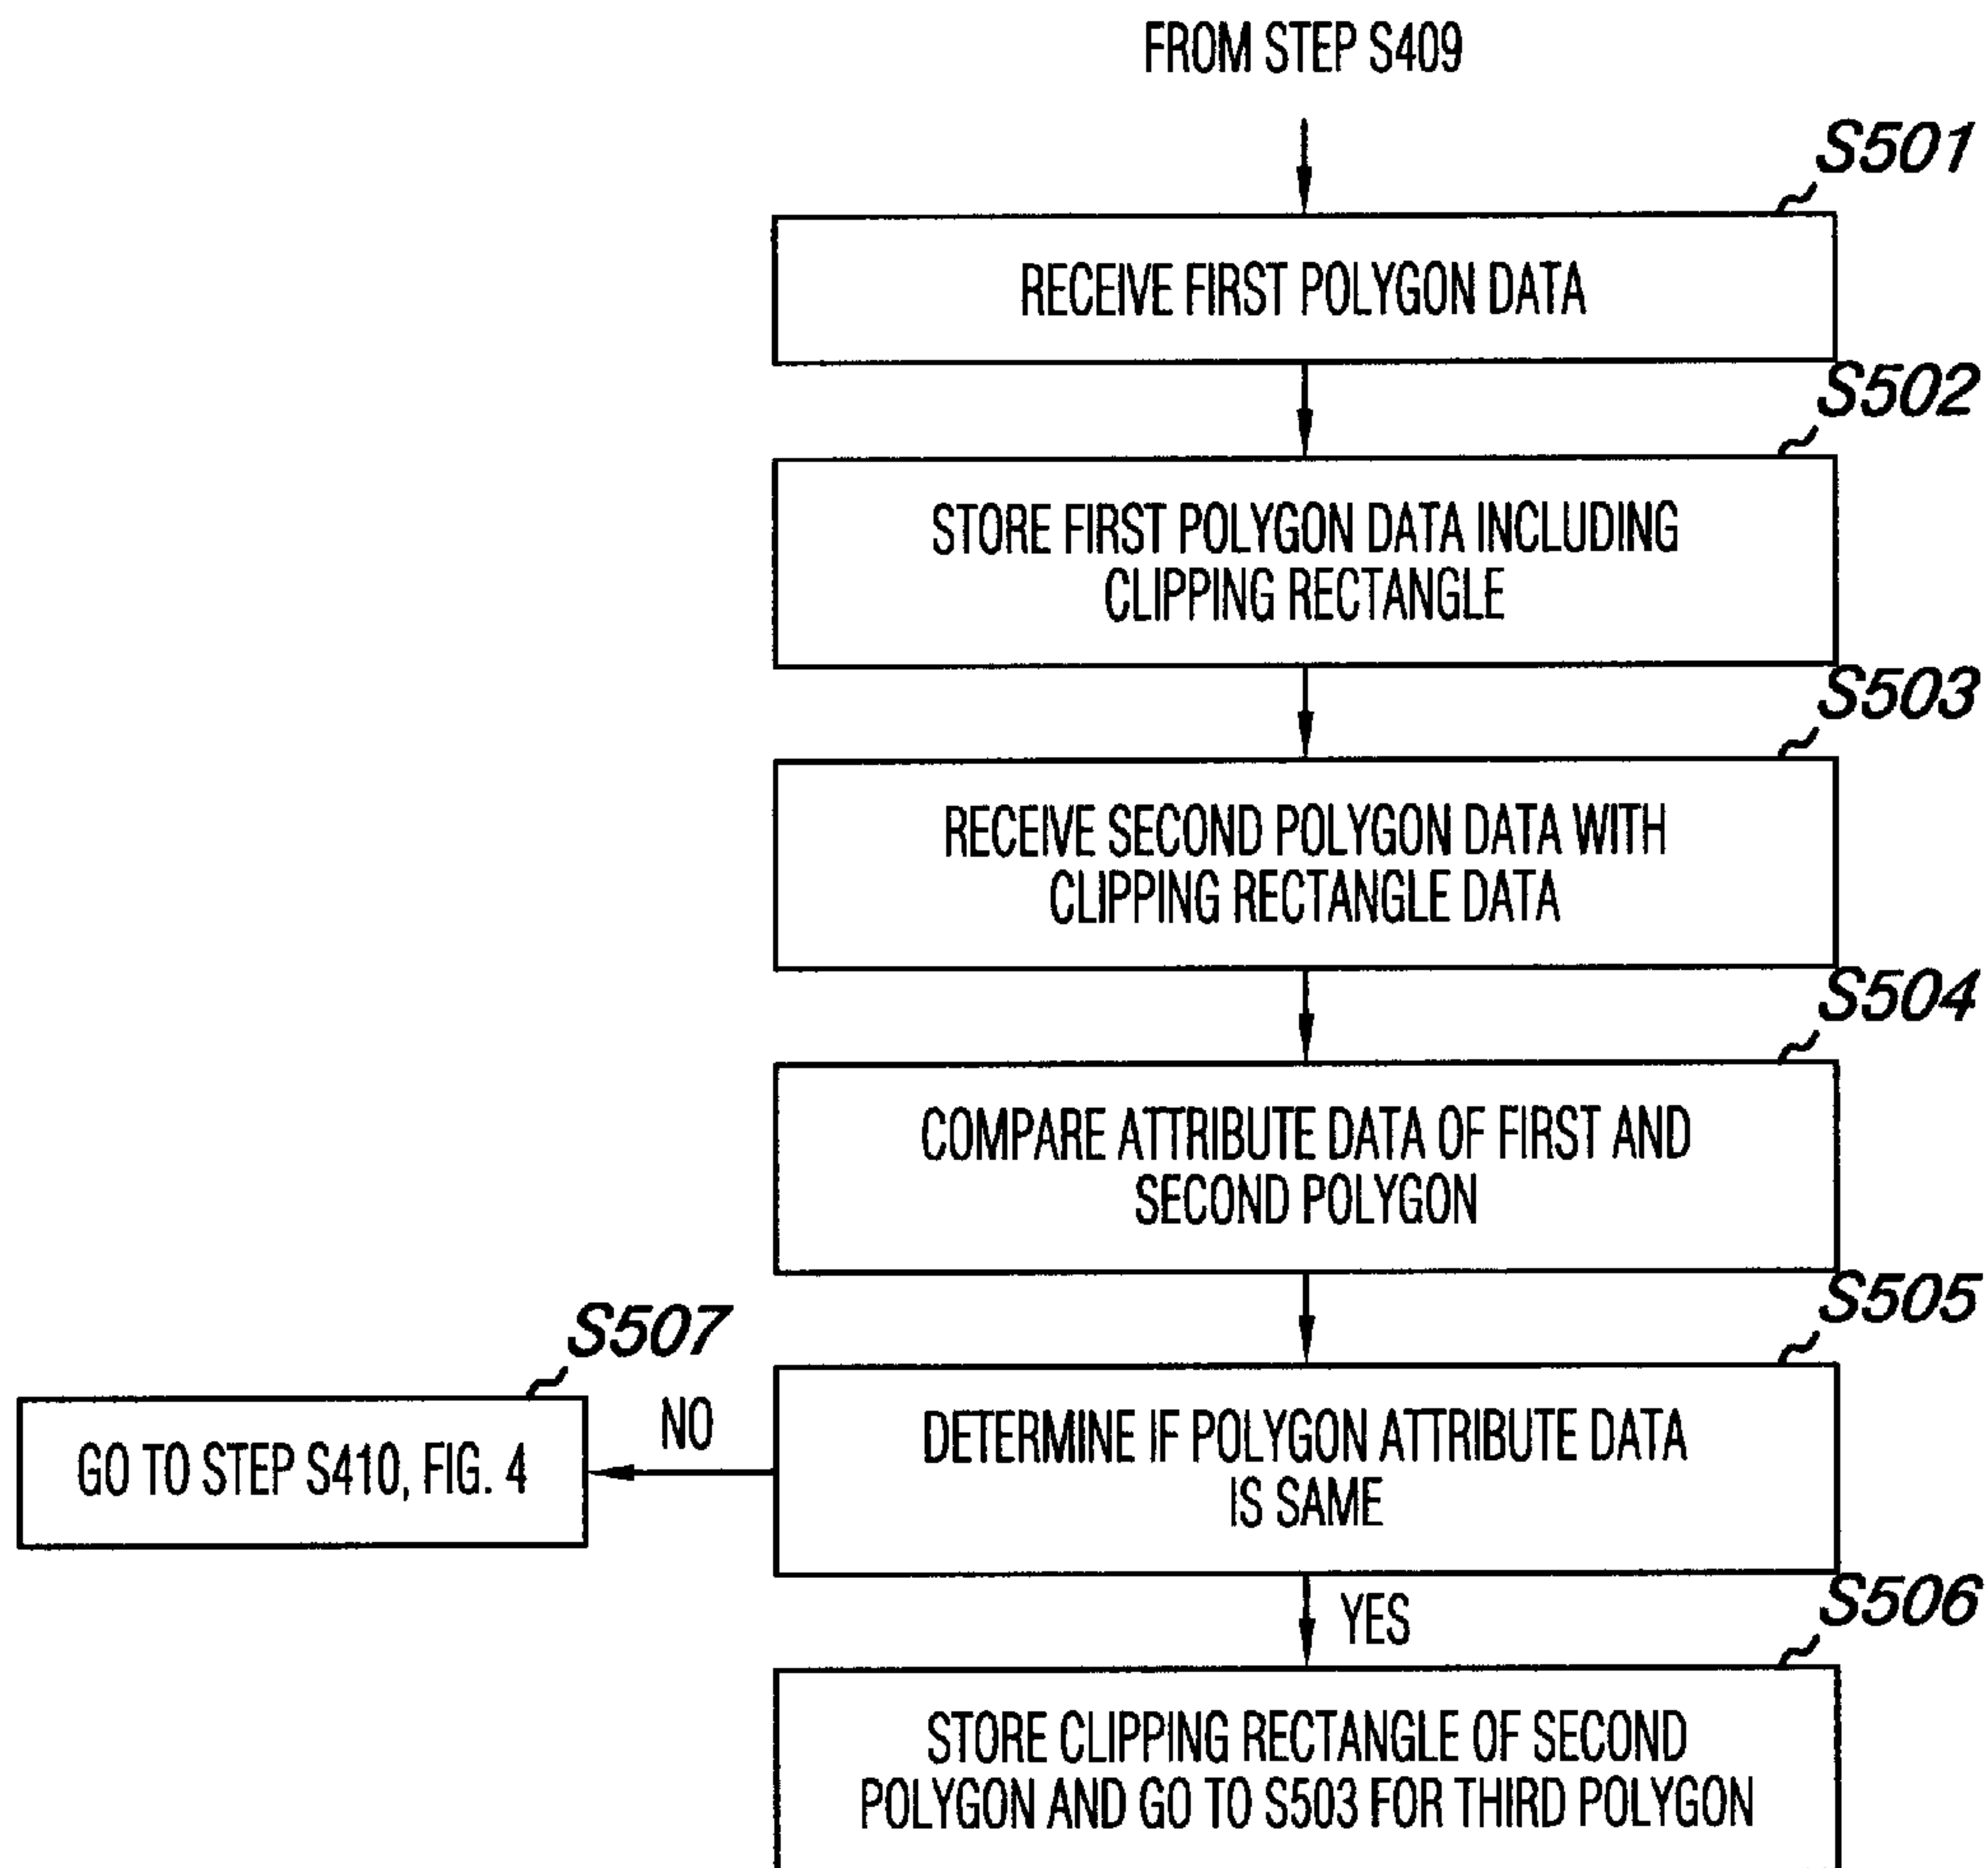 FROM STEP S409
S501
RECEIVE FIRST POLYGON DATA
S502
STORE FIRST POLYGON DATA INCLUDING
CLIPPING RECTANGLE
S503
RECEIVE SECOND POLYGON DATA WITH
CLIPPING RECTANGLE DATA
S504
COMPARE ATTRIBUTE DATA OF FIRST AND
SECOND POLYGON
S505
DETERMINE IF POLYGON ATTRIBUTE DATA
IS SAME
NO
S507
GO TO STEP S410, FIG. 4
YES
S506
STORE CLIPPING RECTANGLE OF SECOND
POLYGON AND GO TO S503 FOR THIRD POLYGON